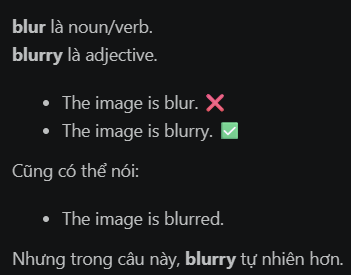 blur là noun/verb.
blurry là adjective.
• The image is blur. ❌
• The image is blurry. ✅
Cũng có thể nói:
• The image is blurred.
Nhưng trong câu này, blurry tự nhiên hơn.